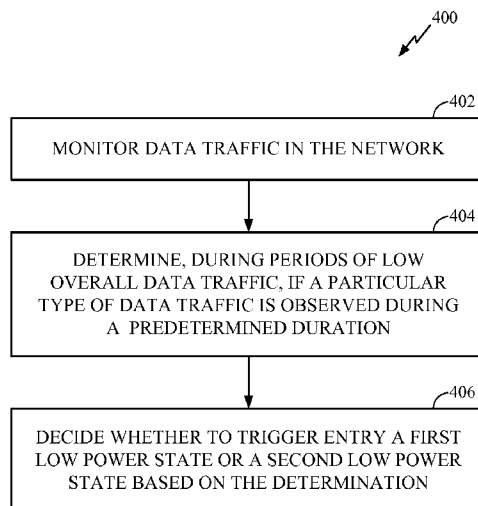 400
402
MONITOR DATA TRAFFIC IN THE NETWORK
404
DETERMINE, DURING PERIODS OF LOW
OVERALL DATA TRAFFIC, IF A PARTICULAR
TYPE OF DATA TRAFFIC IS OBSERVED DURING
A PREDETERMINED DURATION
406
DECIDE WHETHER TO TRIGGER ENTRY A FIRST
LOW POWER STATE OR A SECOND LOW POWER
STATE BASED ON THE DETERMINATION